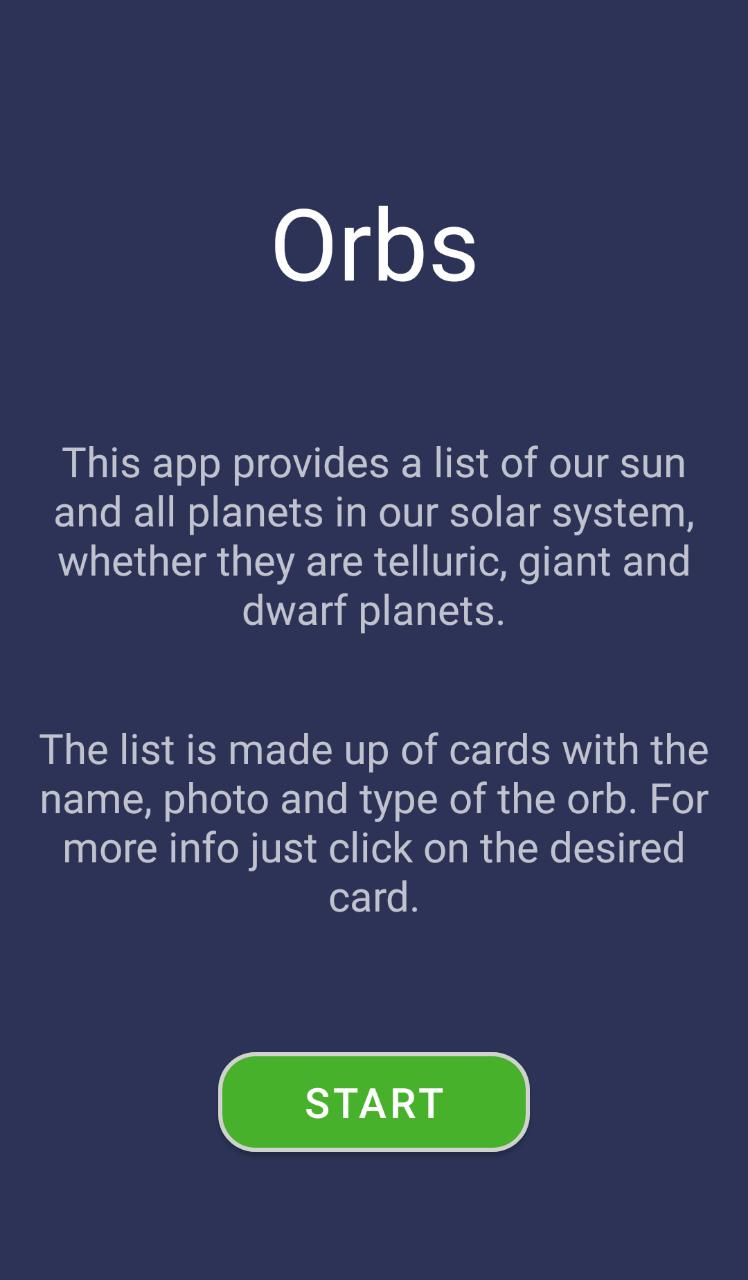 Orbs
This app provides a list of our sun
and all planets in our solar system,
whether they are telluric, giant and
dwarf planets.
The list is made up of cards with the
name, photo and type of the orb. For
more info just click on the desired
card.
START